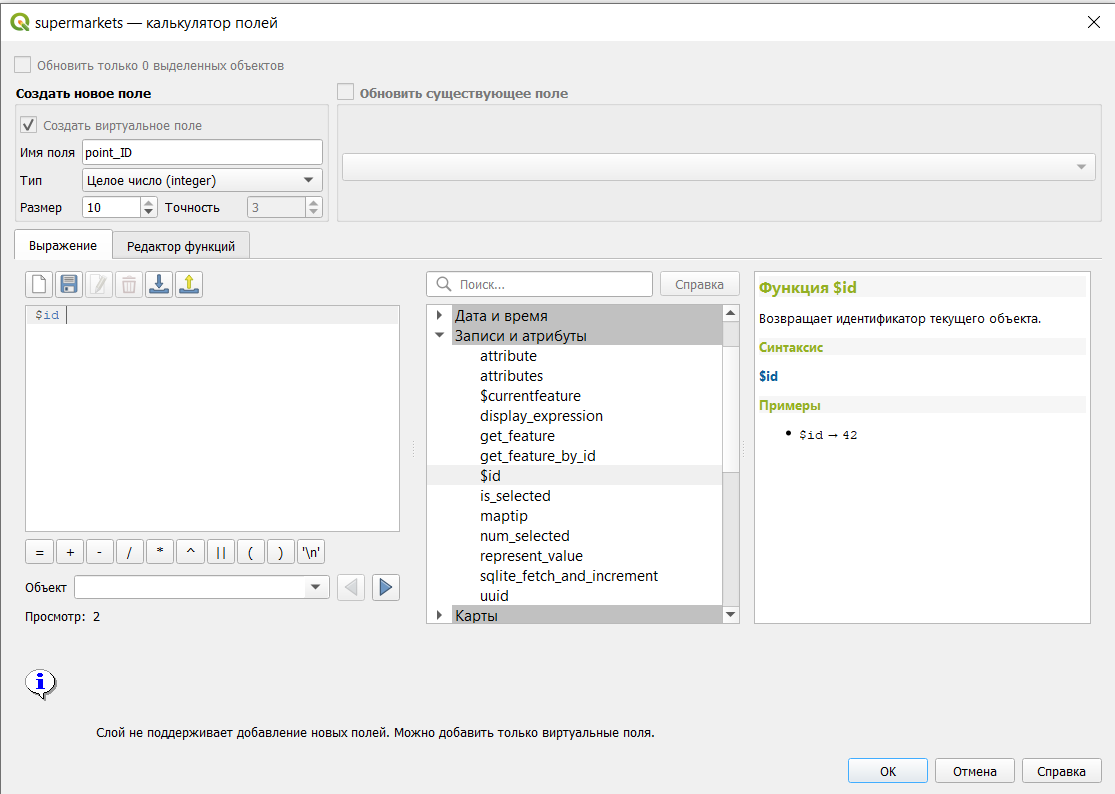 supermarkets — калькулятор полей
Обновить только 0 выделенных объектов
Создать новое поле
Обновить существующее поле
Создать виртуальное поле
Имя поля point_ID
Тип Целое число (integer)
Размер 10 Точность 3
Выражение Редактор функций
Поиск... Справка
$id
Дата и время
Записи и атрибуты
attribute
attributes
$currentfeature
display_expression
get_feature
get_feature_by_id
$id
is_selected
maptip
num_selected
represent_value
sqlite_fetch_and_increment
uuid
Карты
Функция $id
Возвращает идентификатор текущего объекта.
Синтаксис
$id
Примеры
• $id → 42
= + - / * ^ || ( ) '\n'
Объект
Просмотр: 2
Слой не поддерживает добавление новых полей. Можно добавить только виртуальные поля.
OK Отмена Справка